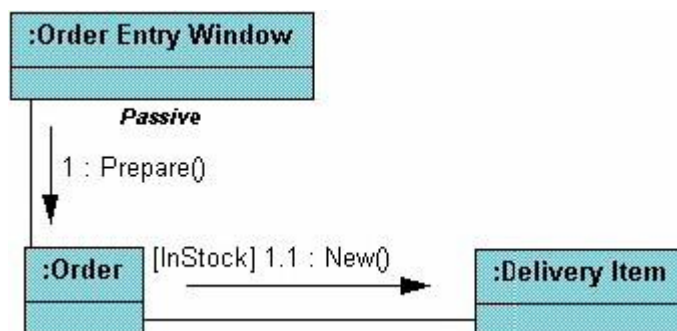 :Order Entry Window
Passive
1 : Prepare()
:Order
[InStock] 1.1 : New()
:Delivery Item